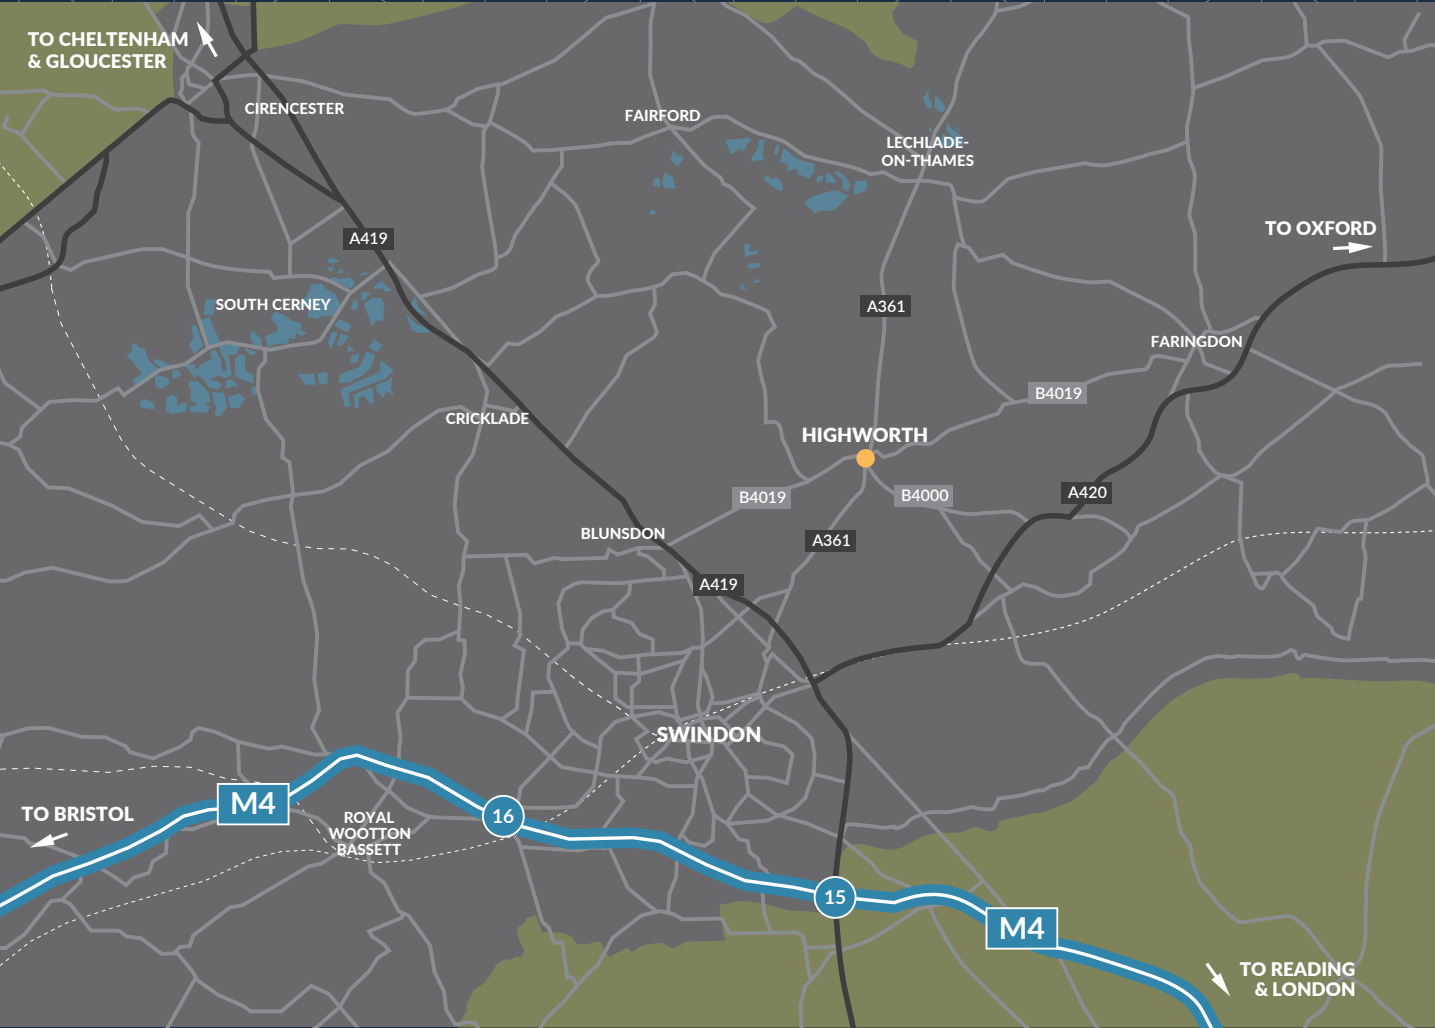 TO CHELTENHAM
& GLOUCESTER
CIRENCESTER
FAIRFORD
LECHLADE-
ON-THAMES
TO OXFORD
A419
SOUTH CERNEY
A361
FARINGDON
B4019
CRICKLADE
HIGHWORTH
B4019
B4000
A420
BLUNSDON
A361
A419
SWINDON
TO BRISTOL
M4
ROYAL
WOOTTON
BASSETT
16
15
M4
TO READING
& LONDON